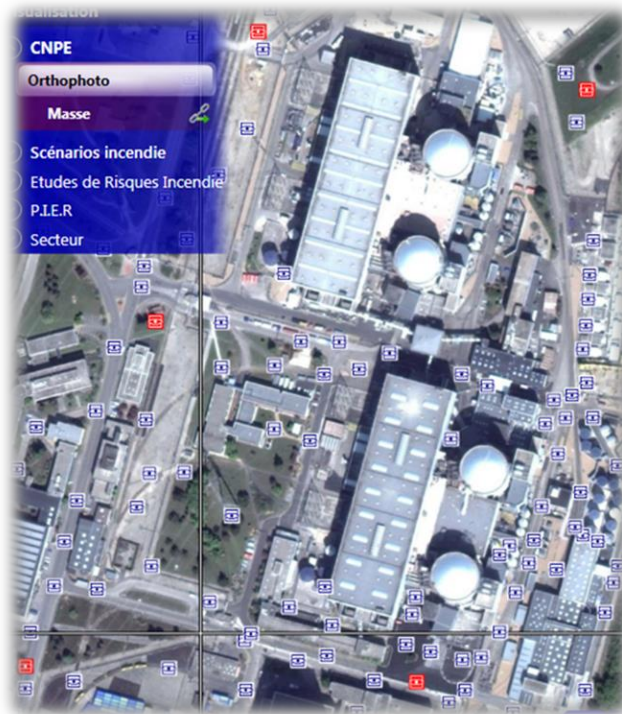 CNPE
Orthophoto
Masse
Scénarios incendie
Etudes de Risques Incendie
P.I.E.R
Secteur